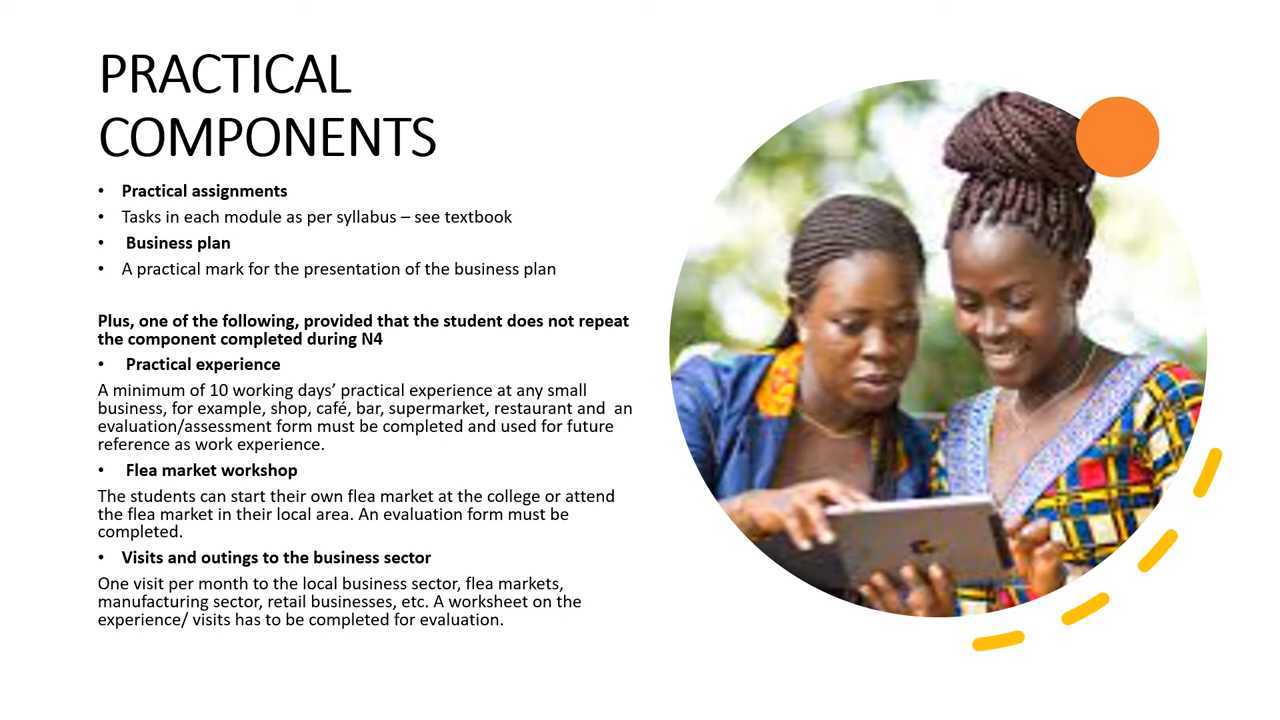 PRACTICAL
COMPONENTS
• Practical assignments
• Tasks in each module as per syllabus – see textbook
• Business plan
• A practical mark for the presentation of the business plan
Plus, one of the following, provided that the student does not repeat
the component completed during N4
• Practical experience
A minimum of 10 working days’ practical experience at any small
business, for example, shop, café, bar, supermarket, restaurant and  an
evaluation/assessment form must be completed and used for future
reference as work experience.
• Flea market workshop
The students can start their own flea market at the college or attend
the flea market in their local area. An evaluation form must be
completed.
• Visits and outings to the business sector
One visit per month to the local business sector, flea markets,
manufacturing sector, retail businesses, etc. A worksheet on the
experience/ visits has to be completed for evaluation.